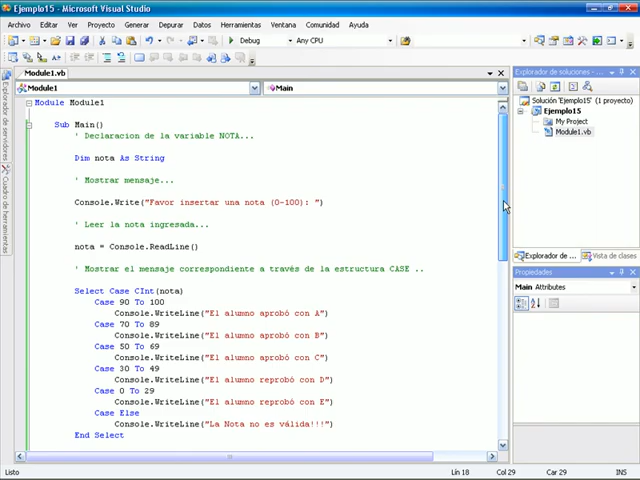 Ejemplo15 - Microsoft Visual Studio
Archivo Editar Ver Proyecto Generar Depurar Datos Herramientas Ventana Comunidad Ayuda
Debug Any CPU
Module1.vb
Module1 Main
Module Module1
Sub Main()
' Declaracion de la variable NOTA...
Dim nota As String
' Mostrar mensaje...
Console.Write("Favor insertar una nota (0-100): ")
' Leer la nota ingresada...
nota = Console.ReadLine()
' Mostrar el mensaje correspondiente a través de la estructura CASE ..
Select Case CInt(nota)
Case 90 To 100
Console.WriteLine("El alumno aprobó con A")
Case 70 To 89
Console.WriteLine("El alumno aprobó con B")
Case 50 To 69
Console.WriteLine("El alumno aprobó con C")
Case 30 To 49
Console.WriteLine("El alumno reprobó con D")
Case 0 To 29
Console.WriteLine("El alumno reprobó con E")
Case Else
Console.WriteLine("La Nota no es válida!!!")
End Select
Explorador de servidores
Cuadro de herramientas
Explorador de soluciones - ...
Solución 'Ejemplo15' (1 proyecto)
Ejemplo15
My Project
Module1.vb
Explorador de ... Vista de clases
Propiedades
Main Attributes
Listo Lín 18 Col 29 Car 29 INS